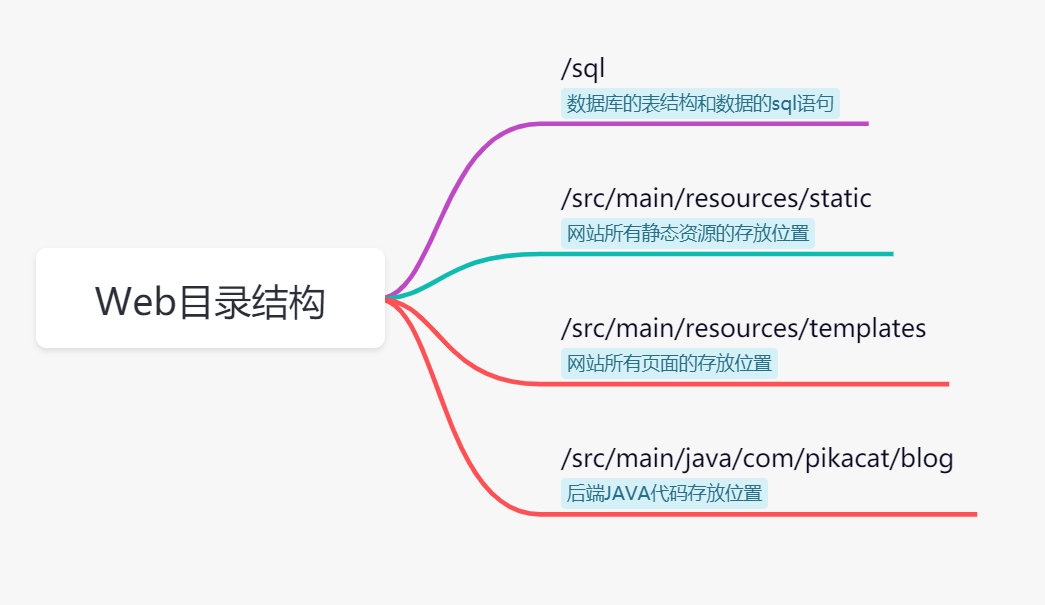 /sql
数据库的表结构和数据的sql语句
/src/main/resources/static
网站所有静态资源的存放位置
Web目录结构
/src/main/resources/templates
网站所有页面的存放位置
/src/main/java/com/pikacat/blog
后端JAVA代码存放位置